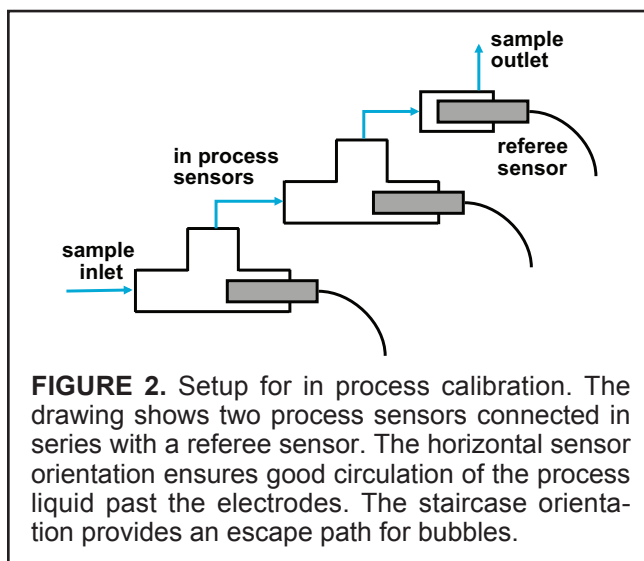 sample
outlet
referee
sensor
in process
sensors
sample
inlet
FIGURE 2. Setup for in process calibration. The
drawing shows two process sensors connected in
series with a referee sensor. The horizontal sensor
orientation ensures good circulation of the process
liquid past the electrodes. The staircase orienta-
tion provides an escape path for bubbles.